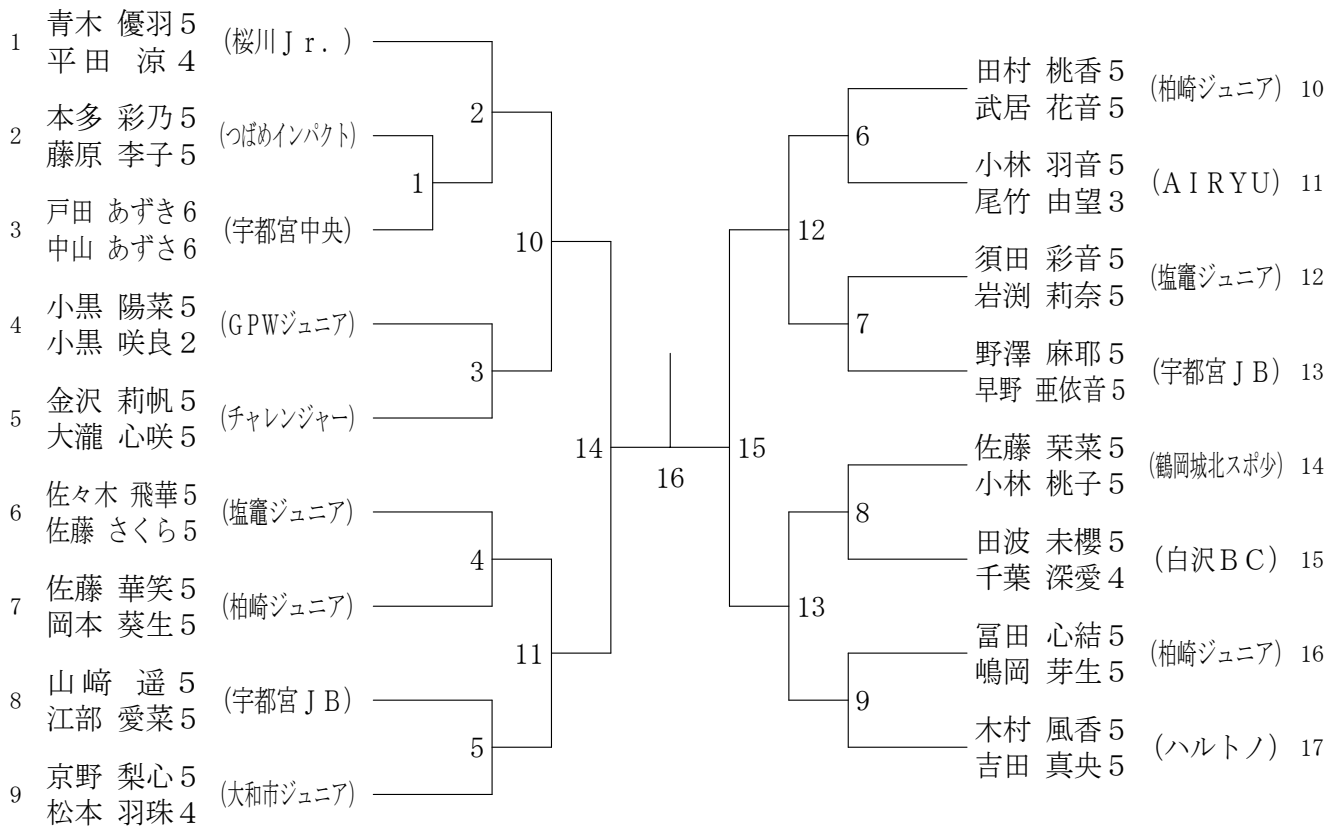 1 青木 優羽5 (桜川Jr.)
平田 涼4
2 本多 彩乃5 (つばめインパクト)
藤原 李子5
3 戸田 あずき6 (宇都宮中央)
中山 あずさ6
4 小黒 陽菜5 (GPWジュニア)
小黒 咲良2
5 金沢 莉帆5 (チャレンジャー)
大瀧 心咲5
6 佐々木 飛華5 (塩竈ジュニア)
佐藤 さくら5
7 佐藤 華笑5 (柏崎ジュニア)
岡本 葵生5
8 山﨑 遥5 (宇都宮JB)
江部 愛菜5
9 京野 梨心5 (大和市ジュニア)
松本 羽珠4
2
1
10
3
14
4
11
5
16
15
6
12
7
8
13
9
田村 桃香5 (柏崎ジュニア) 10
武居 花音5
小林 羽音5 (AIRYU) 11
尾竹 由望3
須田 彩音5 (塩竈ジュニア) 12
岩渕 莉奈5
野澤 麻耶5 (宇都宮JB) 13
早野 亜依音5
佐藤 栞菜5 (鶴岡城北スポ少) 14
小林 桃子5
田波 未櫻5 (白沢BC) 15
千葉 深愛4
冨田 心結5 (柏崎ジュニア) 16
嶋岡 芽生5
木村 風香5 (ハルトノ) 17
吉田 真央5